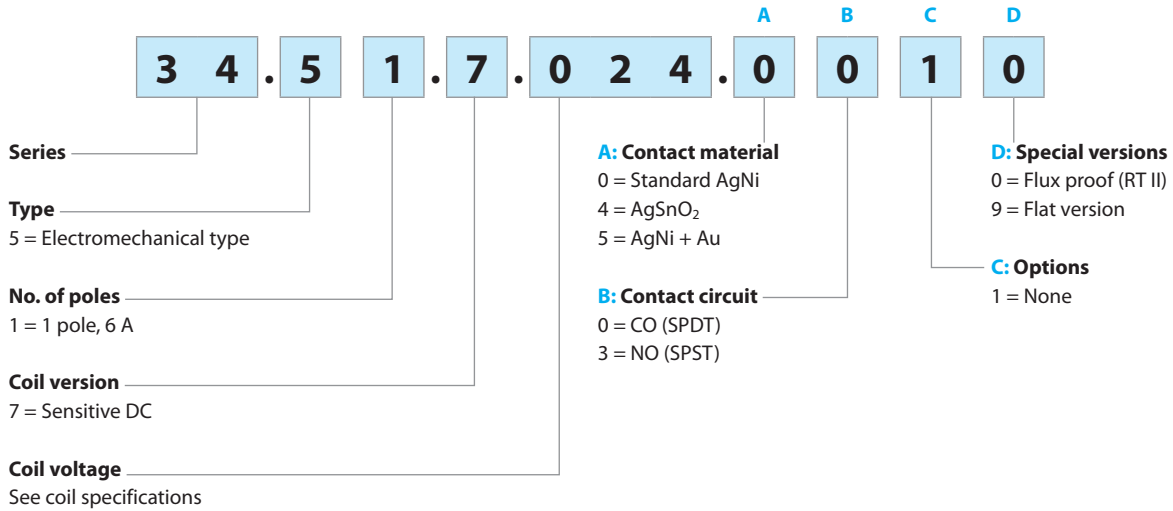 A B C D
3 4 . 5 1 . 7 . 0 2 4 . 0 0 1 0
Series
Type
5 = Electromechanical type
No. of poles
1 = 1 pole, 6 A
Coil version
7 = Sensitive DC
Coil voltage
See coil specifications
A: Contact material
0 = Standard AgNi
4 = AgSnO₂
5 = AgNi + Au
B: Contact circuit
0 = CO (SPDT)
3 = NO (SPST)
D: Special versions
0 = Flux proof (RT II)
9 = Flat version
C: Options
1 = None